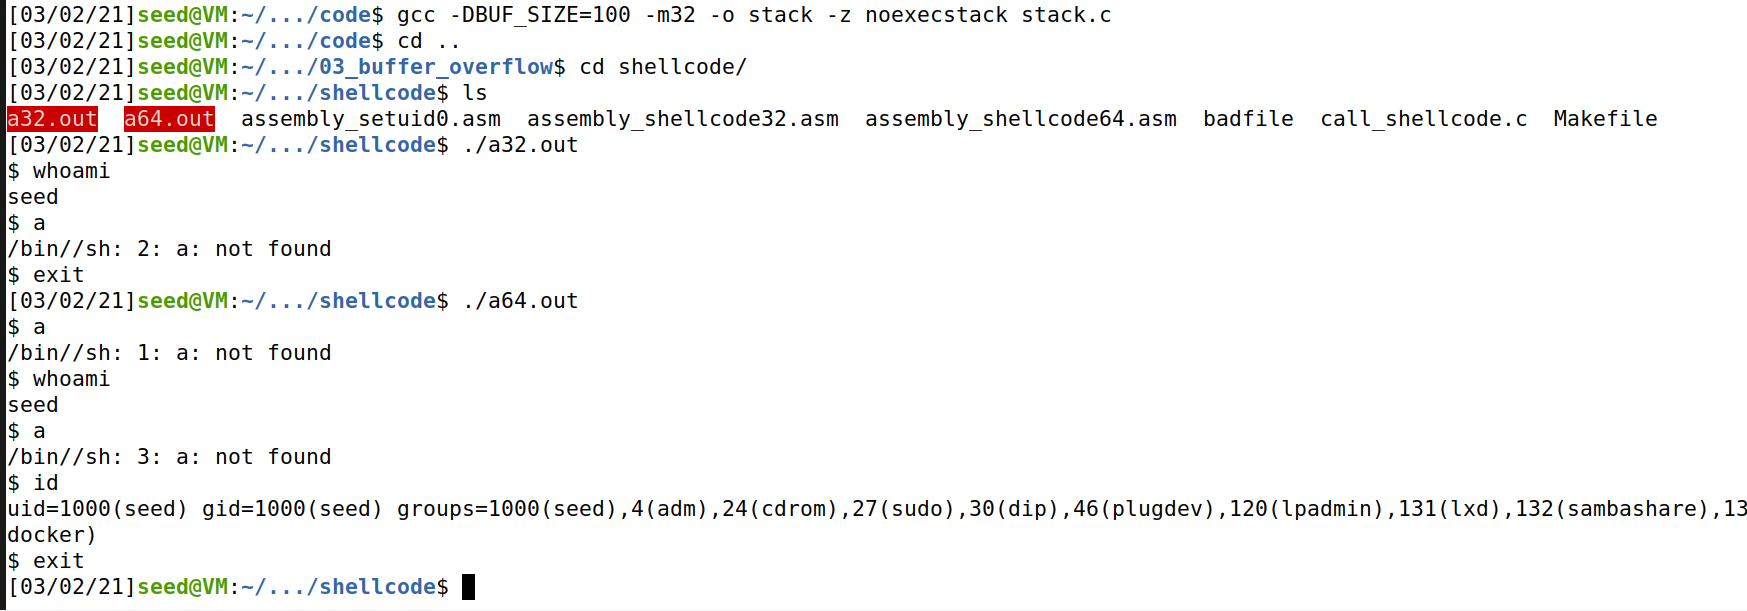 [03/02/21]seed@VM:~/.../code$ gcc -DBUF_SIZE=100 -m32 -o stack -z noexecstack stack.c
[03/02/21]seed@VM:~/.../code$ cd ..
[03/02/21]seed@VM:~/.../03_buffer_overflow$ cd shellcode/
[03/02/21]seed@VM:~/.../shellcode$ ls
a32.out  a64.out  assembly_setuid0.asm  assembly_shellcode32.asm  assembly_shellcode64.asm  badfile  call_shellcode.c  Makefile
[03/02/21]seed@VM:~/.../shellcode$ ./a32.out
$ whoami
seed
$ a
/bin//sh: 2: a: not found
$ exit
[03/02/21]seed@VM:~/.../shellcode$ ./a64.out
$ a
/bin//sh: 1: a: not found
$ whoami
seed
$ a
/bin//sh: 3: a: not found
$ id
uid=1000(seed) gid=1000(seed) groups=1000(seed),4(adm),24(cdrom),27(sudo),30(dip),46(plugdev),120(lpadmin),131(lxd),132(sambashare),13
docker)
$ exit
[03/02/21]seed@VM:~/.../shellcode$